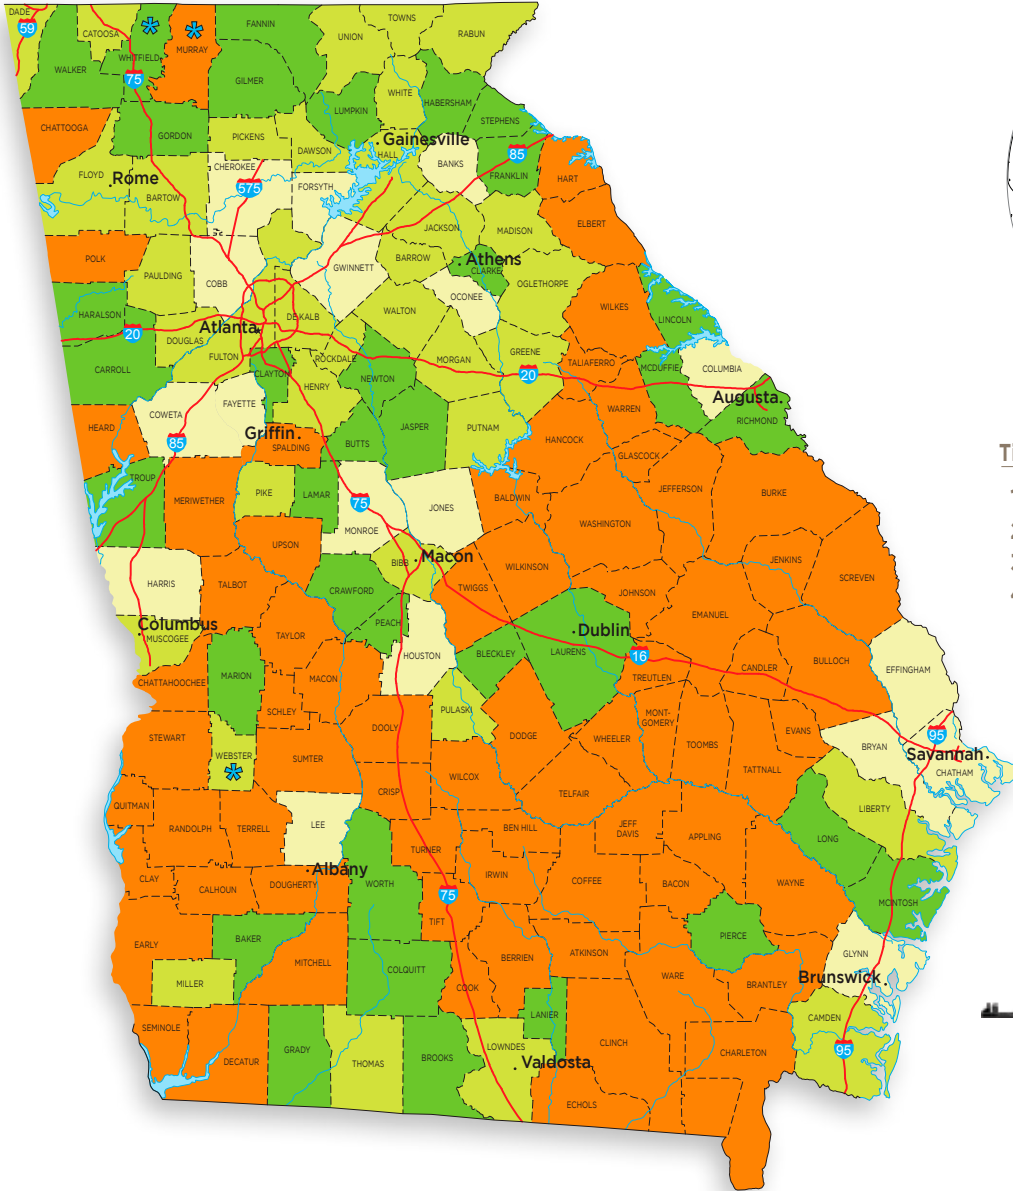 DADE
59
CATOOSA
*
*
FANNIN
TOWNS
UNION
RABUN
WHITFIELD
MURRAY
WALKER
75
GILMER
WHITE
HABERSHAM
LUMPKIN
STEPHENS
CHATTOOGA
GORDON
PICKENS
Gainesville
DAWSON
HALL
85
BANKS
FRANKLIN
CHEROKEE
FLOYD
Rome
575
FORSYTH
HART
BARTOW
JACKSON
MADISON
ELBERT
POLK
BARROW
Athens
CLARKE
GWINNETT
PAULDING
COBB
OGLETHORPE
OCONEE
WILKES
HARALSON
DEKALB
WALTON
LINCOLN
20
Atlanta
DOUGLAS
FULTON
ROCKDALE
MORGAN
GREENE
TALIAFERRO
MCDUFFIE
COLUMBIA
CARROLL
CLAYTON
NEWTON
20
HENRY
Augusta
FAYETTE
COWETA
WARREN
RICHMOND
HEARD
Griffin
JASPER
PUTNAM
85
SPALDING
BUTTS
HANCOCK
GLASCOCK
TROUP
MERIWETHER
PIKE
LAMAR
75
JONES
BALDWIN
JEFFERSON
BURKE
MONROE
WASHINGTON
UPSON
Macon
BIBB
JENKINS
HARRIS
TALBOT
CRAWFORD
TWIGGS
WILKINSON
SCREVEN
JOHNSON
Columbus
PEACH
EMANUEL
MUSCOGEE
TAYLOR
Dublin
HOUSTON
BLECKLEY
LAURENS
16
CANDLER
BULLOCH
EFFINGHAM
CHATTAHOOCHEE
MARION
MACON
TREUTLEN
SCHLEY
PULASKI
MONT-
GOMERY
DOOLY
STEWART
DODGE
WHEELER
TOOMBS
EVANS
95
BRYAN
Savannah
WEBSTER
*
SUMTER
TATTNALL
CHATHAM
WILCOX
CRISP
TELFAIR
QUITMAN
LIBERTY
RANDOLPH
TERRELL
LEE
BEN HILL
JEFF
DAVIS
APPLING
LONG
TURNER
Albany
CLAY
CALHOUN
DOUGHERTY
WORTH
IRWIN
COFFEE
BACON
WAYNE
75
MCINTOSH
TIFT
EARLY
BAKER
PIERCE
MITCHELL
COLQUITT
BERRIEN
ATKINSON
GLYNN
WARE
Brunswick
MILLER
COOK
BRANTLEY
SEMINOLE
LANIER
CAMDEN
DECATUR
GRADY
THOMAS
BROOKS
LOWNDES
CLINCH
CHARLETON
95
Valdosta
ECHOLS